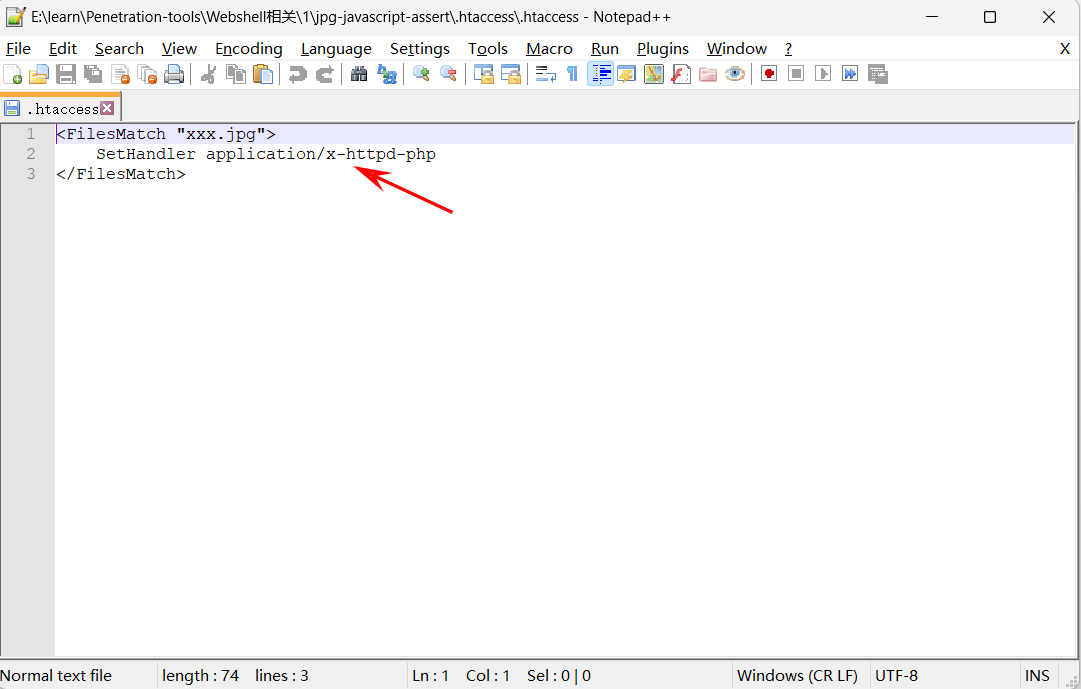 E:\learn\Penetration-tools\Webshell相关\1\jpg-javascript-assert\.htaccess\.htaccess - Notepad++
File Edit Search View Encoding Language Settings Tools Macro Run Plugins Window ? X
.htaccess
1 <FilesMatch "xxx.jpg">
2     SetHandler application/x-httpd-php
3 </FilesMatch>
Normal text file length : 74 lines : 3 Ln : 1 Col : 1 Sel : 0 | 0 Windows (CR LF) UTF-8 INS